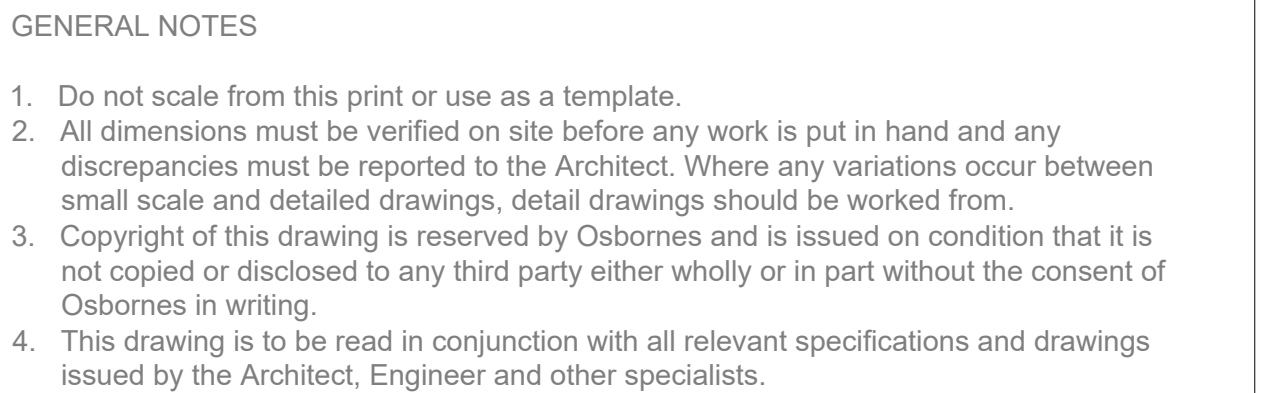 GENERAL NOTES
1. Do not scale from this print or use as a template.
2. All dimensions must be verified on site before any work is put in hand and any
discrepancies must be reported to the Architect. Where any variations occur between
small scale and detailed drawings, detail drawings should be worked from.
3. Copyright of this drawing is reserved by Osbornes and is issued on condition that it is
not copied or disclosed to any third party either wholly or in part without the consent of
Osbornes in writing.
4. This drawing is to be read in conjunction with all relevant specifications and drawings
issued by the Architect, Engineer and other specialists.